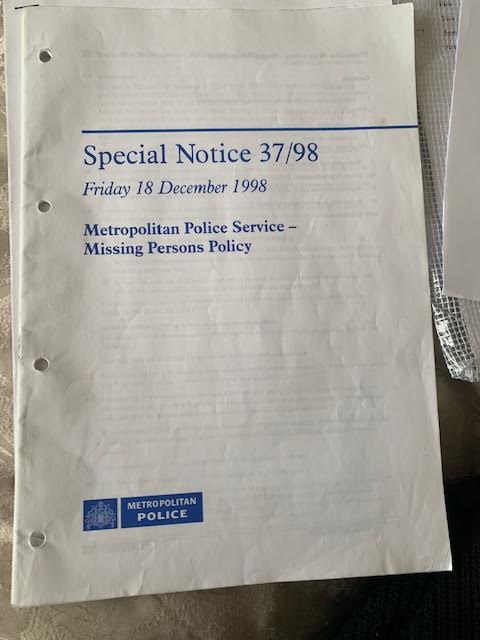 Special Notice 37/98
Friday 18 December 1998
Metropolitan Police Service –
Missing Persons Policy
METROPOLITAN
POLICE